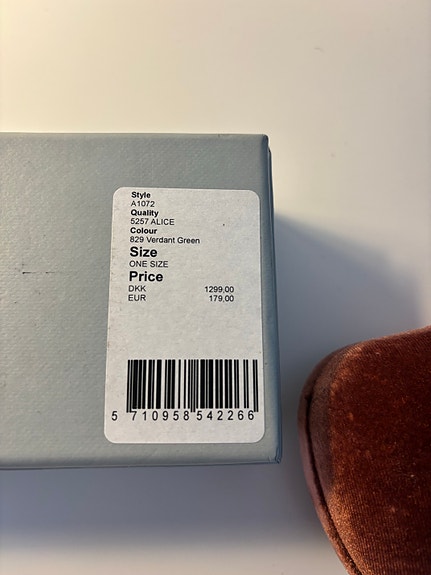 Style
A1072
Quality
5257 ALICE
Colour
829 Verdant Green
Size
ONE SIZE
Price
DKK 1299,00
EUR 179,00
5 710958 542266